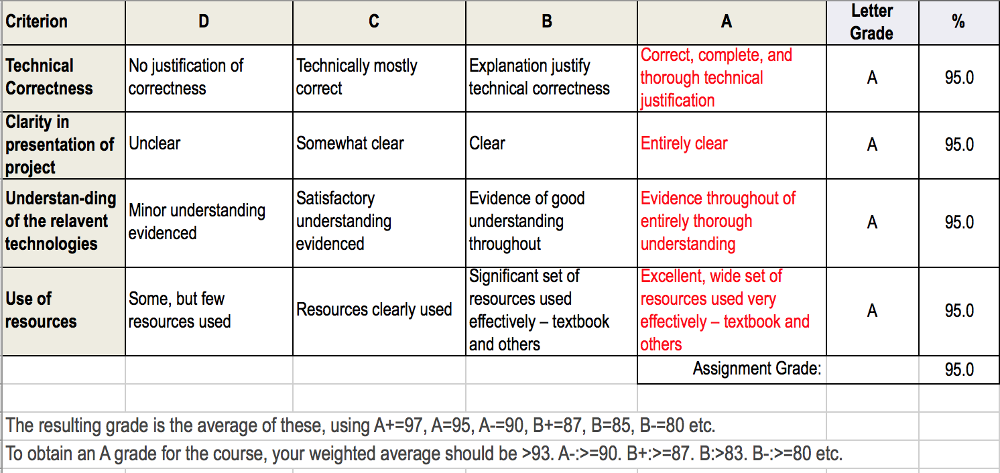 Criterion D C B A Letter Grade %
Technical Correctness
No justification of correctness
Technically mostly correct
Explanation justify technical correctness
Correct, complete, and thorough technical justification
A
95.0
Clarity in presentation of project
Unclear
Somewhat clear
Clear
Entirely clear
A
95.0
Understan-ding of the relavent technologies
Minor understanding evidenced
Satisfactory understanding evidenced
Evidence of good understanding throughout
Evidence throughout of entirely thorough understanding
A
95.0
Use of resources
Some, but few resources used
Resources clearly used
Significant set of resources used effectively – textbook and others
Excellent, wide set of resources used very effectively – textbook and others
A
95.0
Assignment Grade: 95.0
The resulting grade is the average of these, using A+=97, A=95, A-=90, B+=87, B=85, B-=80 etc.
To obtain an A grade for the course, your weighted average should be >93. A-:>=90. B+:>=87. B:>83. B-:>=80 etc.